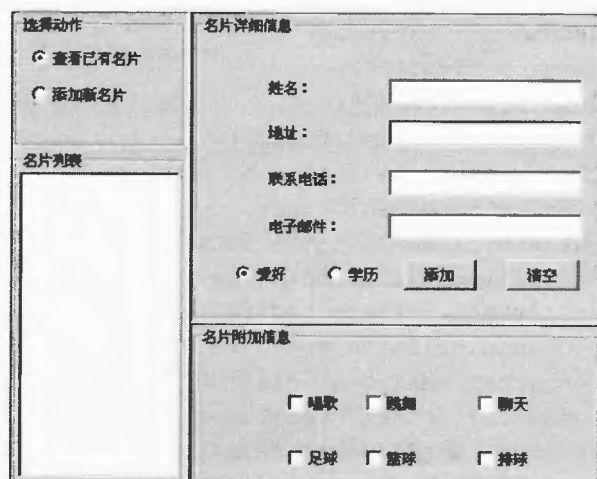 选择动作
查看已有名片
添加新名片
名片列表
名片详细信息
姓名：
地址：
联系电话：
电子邮件：
爱好 学历 添加 清空
名片附加信息
唱歌 跳舞 聊天
足球 篮球 排球